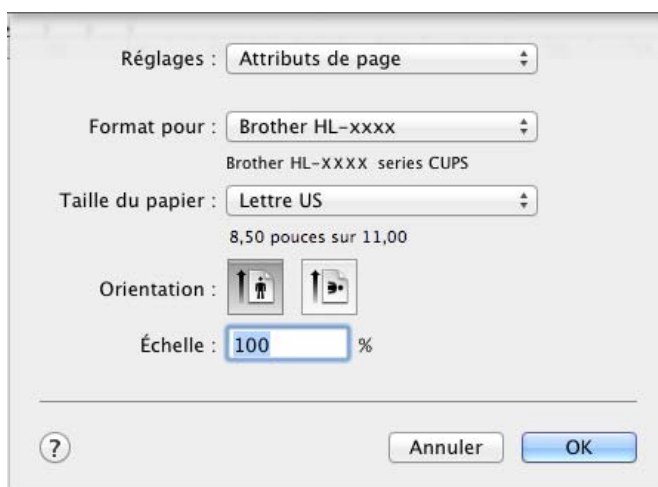 Réglages : Attributs de page
Format pour : Brother HL-xxxx
Brother HL-XXXX series CUPS
Taille du papier : Lettre US
8,50 pouces sur 11,00
Orientation :
Échelle : 100 %
? Annuler OK